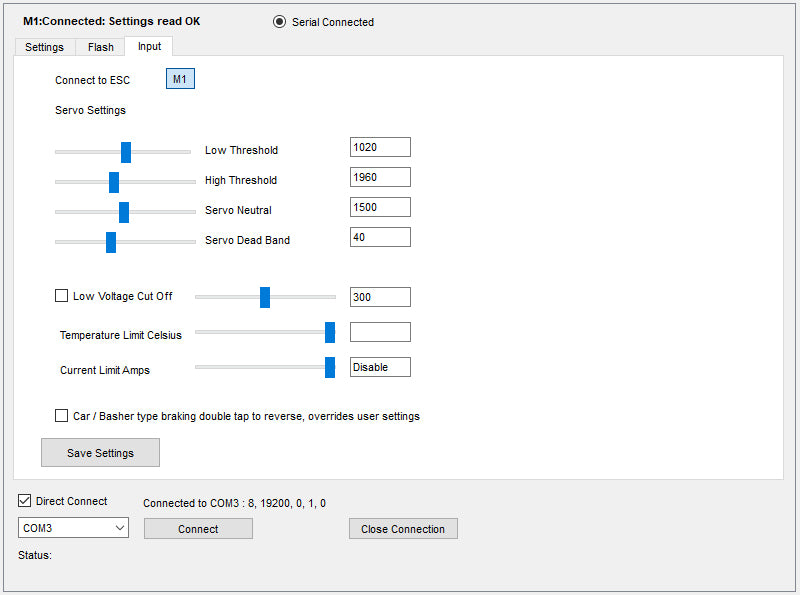 M1:Connected: Settings read OK
Serial Connected
Settings Flash Input
Connect to ESC M1
Servo Settings
Low Threshold 1020
High Threshold 1960
Servo Neutral 1500
Servo Dead Band 40
Low Voltage Cut Off 300
Temperature Limit Celsius
Current Limit Amps Disable
Car / Basher type braking double tap to reverse, overrides user settings
Save Settings
Direct Connect Connected to COM3 : 8, 19200, 0, 1, 0
COM3 Connect Close Connection
Status: